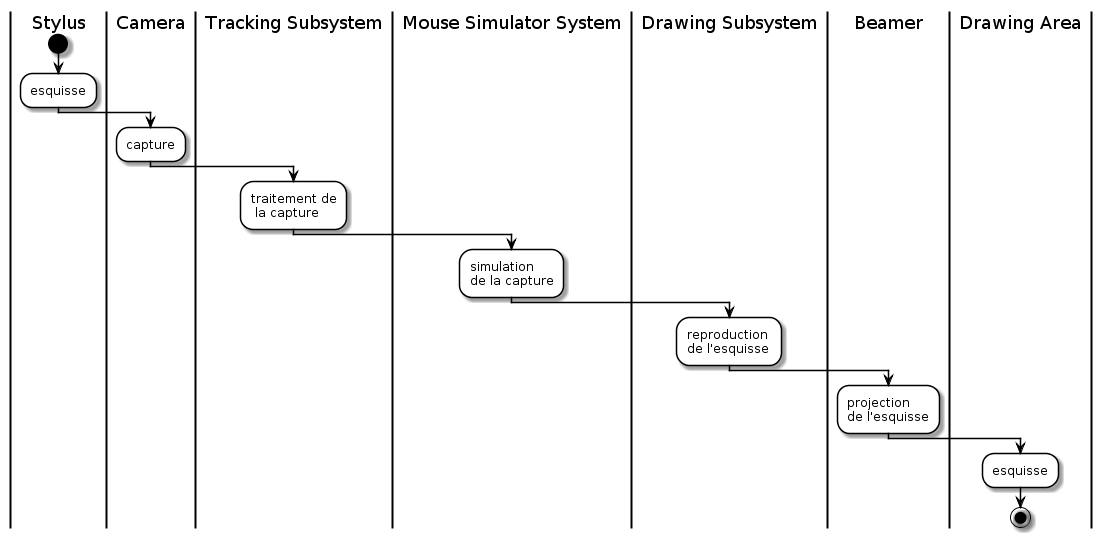 Stylus
Camera
Tracking Subsystem
Mouse Simulator System
Drawing Subsystem
Beamer
Drawing Area
esquisse
capture
traitement de
la capture
simulation
de la capture
reproduction
de l'esquisse
projection
de l'esquisse
esquisse